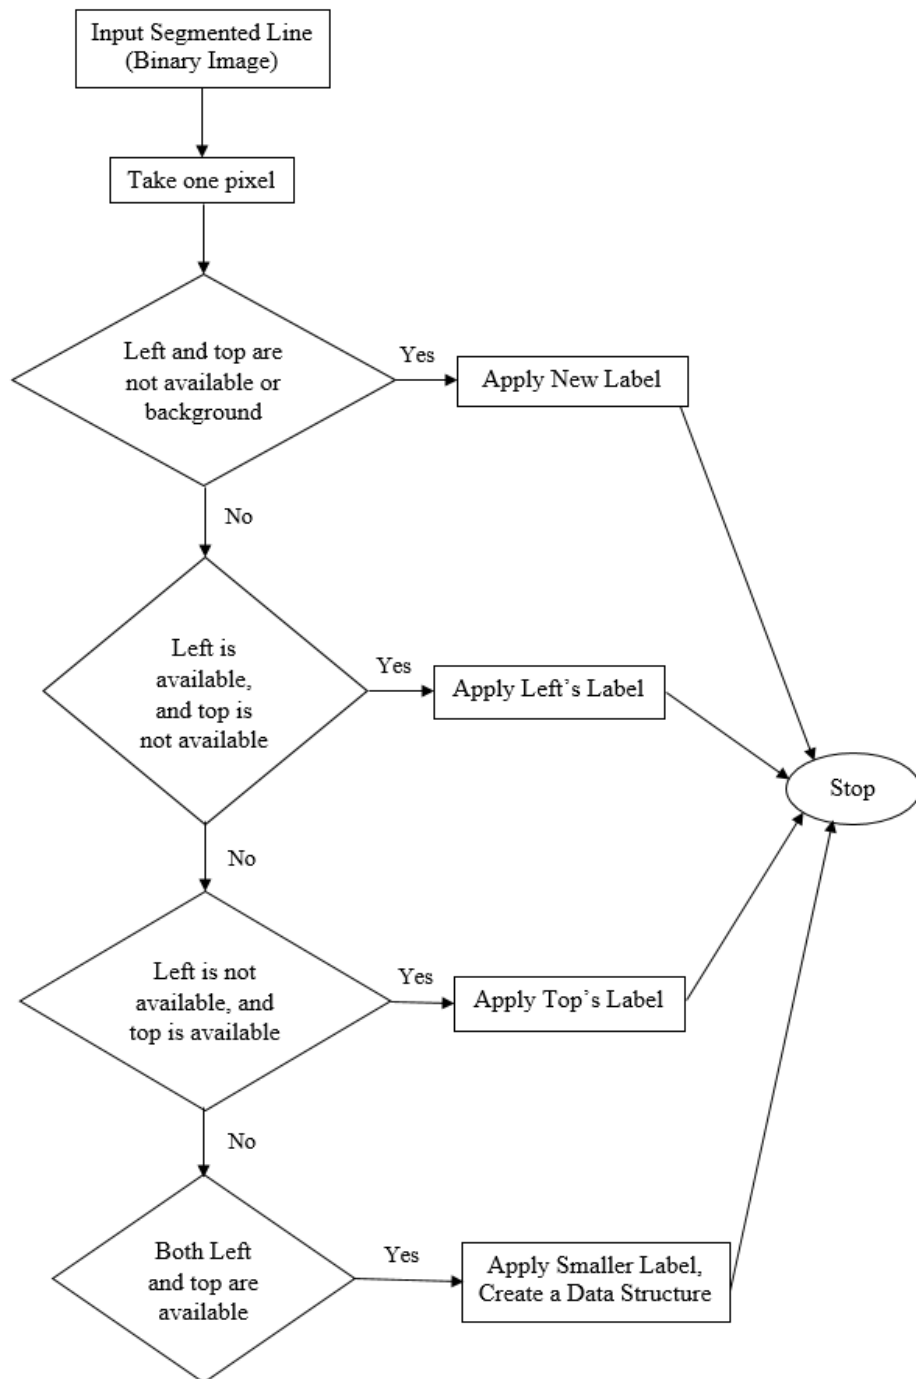 Input Segmented Line
(Binary Image)
Take one pixel
Left and top are
not available or
background
Yes
Apply New Label
No
Left is
available,
and top is
not available
Yes
Apply Left’s Label
Stop
No
Left is not
available, and
top is available
Yes
Apply Top’s Label
No
Both Left
and top are
available
Yes
Apply Smaller Label,
Create a Data Structure